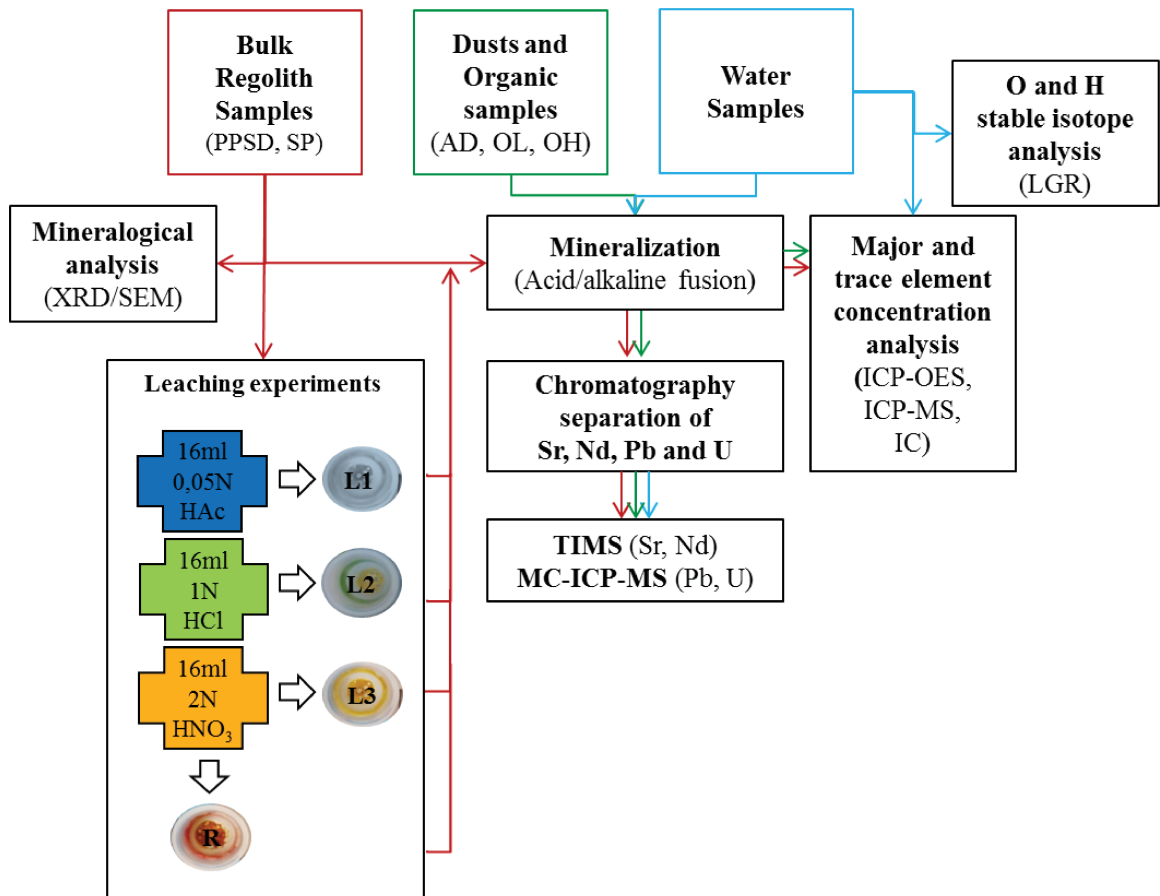 Bulk
Regolith
Samples
(PPSD, SP)
Dusts and
Organic
samples
(AD, OL, OH)
Water
Samples
O and H
stable isotope
analysis
(LGR)
Mineralogical
analysis
(XRD/SEM)
Mineralization
(Acid/alkaline fusion)
Major and
trace element
concentration
analysis
(ICP-OES,
ICP-MS,
IC)
Leaching experiments
16ml
0,05N
HAc
L1
16ml
1N
HCl
L2
16ml
2N
HNO₃
L3
R
Chromatography
separation of
Sr, Nd, Pb and U
TIMS (Sr, Nd)
MC-ICP-MS (Pb, U)